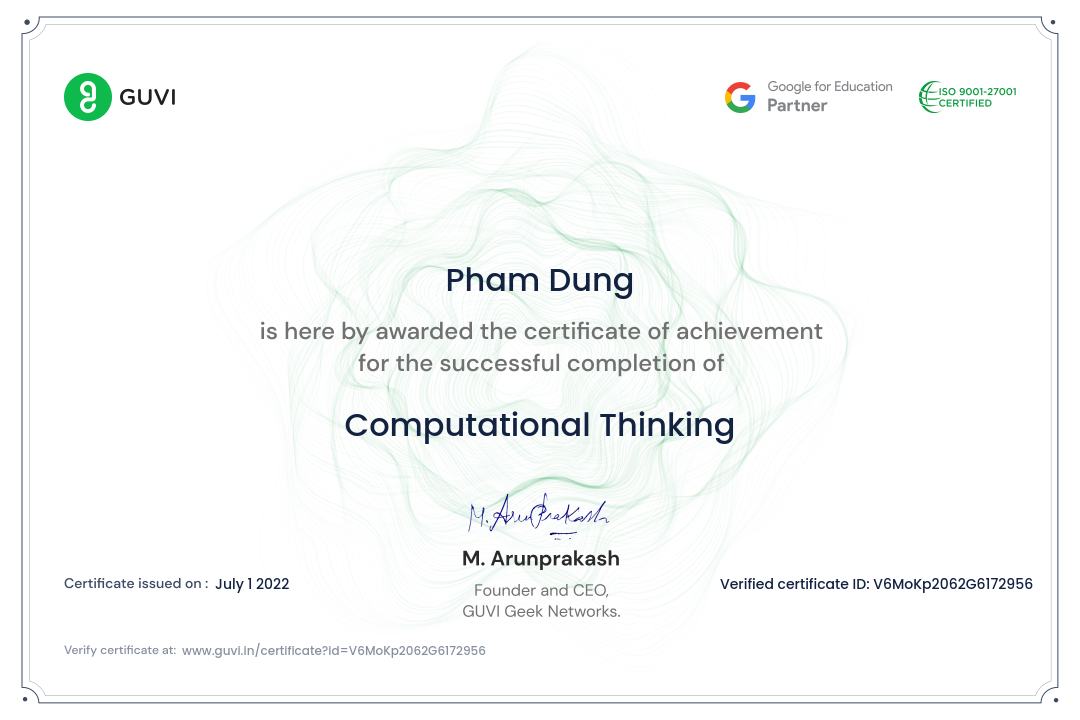 GUVI
Google for Education
Partner
ISO 9001-27001
CERTIFIED
Pham Dung
is here by awarded the certificate of achievement
for the successful completion of
Computational Thinking
M. Arunprakash
M. Arunprakash
Founder and CEO,
GUVI Geek Networks.
Certificate issued on : July 1 2022
Verified certificate ID: V6MoKp2062G6172956
Verify certificate at: www.guvi.in/certificate?id=V6MoKp2062G6172956